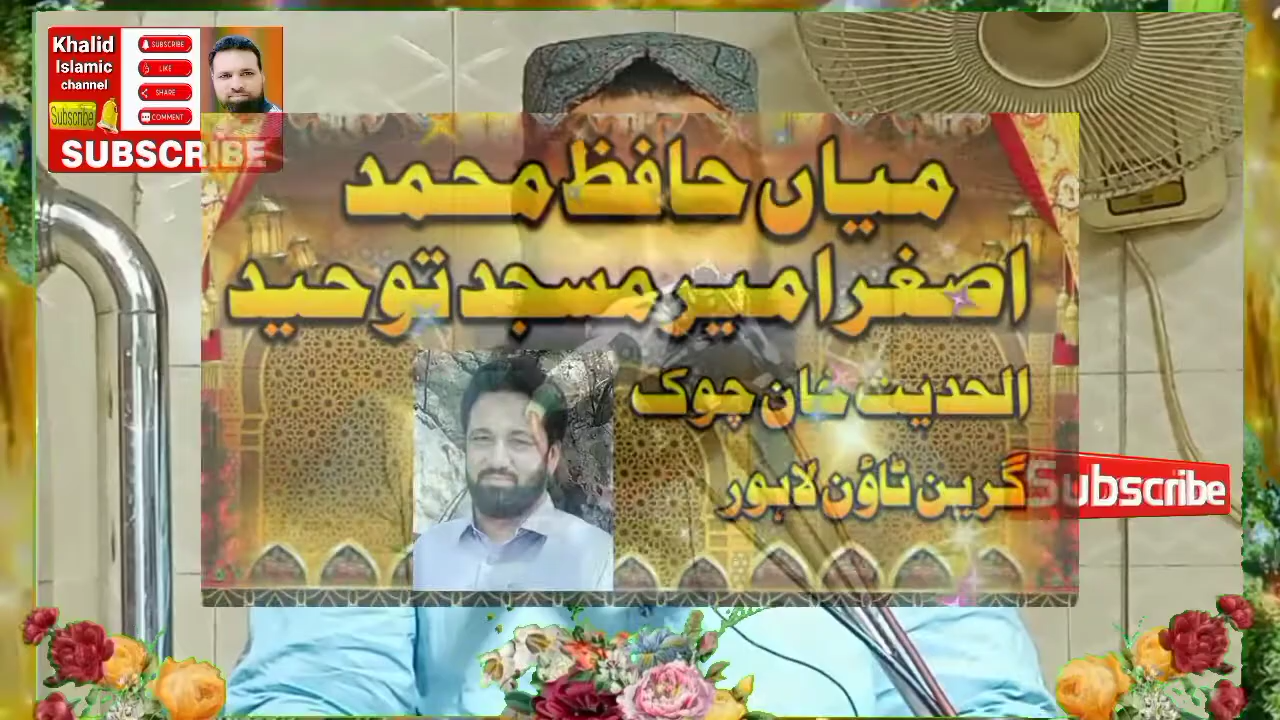 Khalid
Islamic
channel
Subscribe
SUBSCRIBE
LIKE
SHARE
COMMENT
SUBSCRIBE
میاں حافظ محمد
اصغر امیر مسجد توحید
الحدیث خان چوک
گرین ٹاؤن لاہور
Subscribe